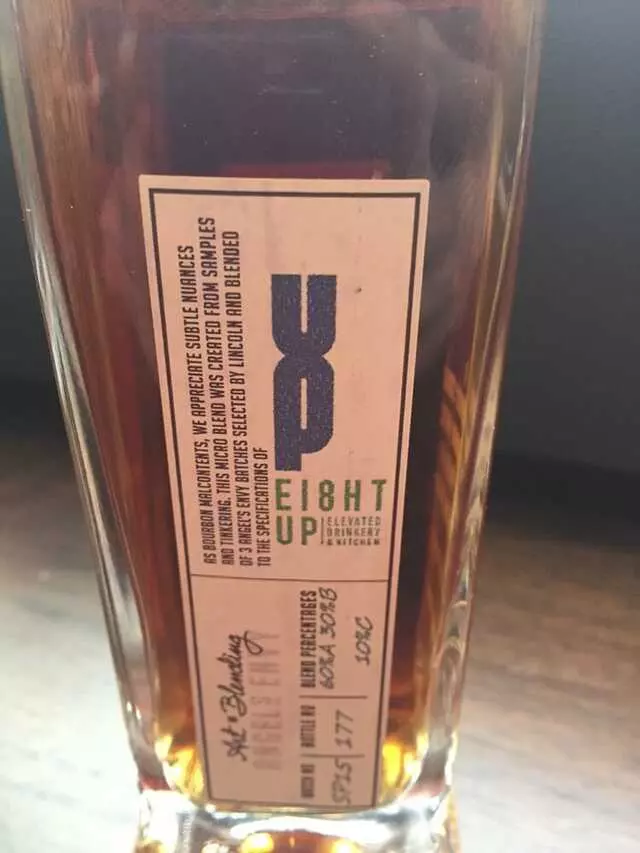 AS BOURBON MALCONTENTS, WE APPRECIATE SUBTLE NUANCES
AND TINKERING. THIS MICRO BLEND WAS CREATED FROM SAMPLES
OF 3 ANGEL'S ENVY BATCHES SELECTED BY LINCOLN AND BLENDED
TO THE SPECIFICATIONS OF
8UP
EI8HT
UP
ELEVATED
DRINKERY
& KITCHEN
Art of Blending
ANGEL'S ENVY
BATCH NO
SP15
BOTTLE NO
177
BLEND PERCENTAGES
60%A 30%B
10%C